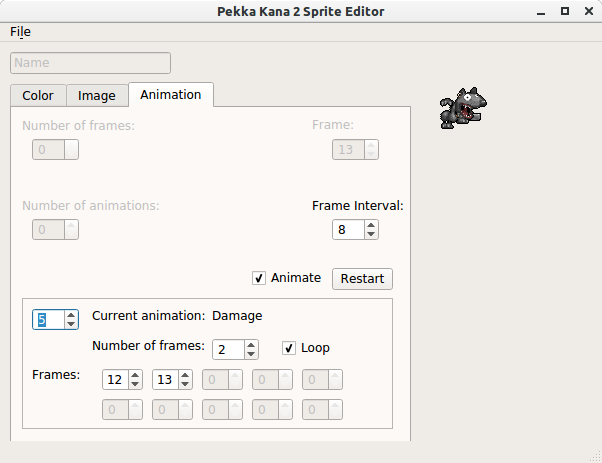 Pekka Kana 2 Sprite Editor
File
Name
Color Image Animation
Number of frames: Frame:
0 13
Number of animations: Frame Interval:
0 8
Animate Restart
5 Current animation: Damage
Number of frames: 2 Loop
Frames: 12 13 0 0 0
0 0 0 0 0